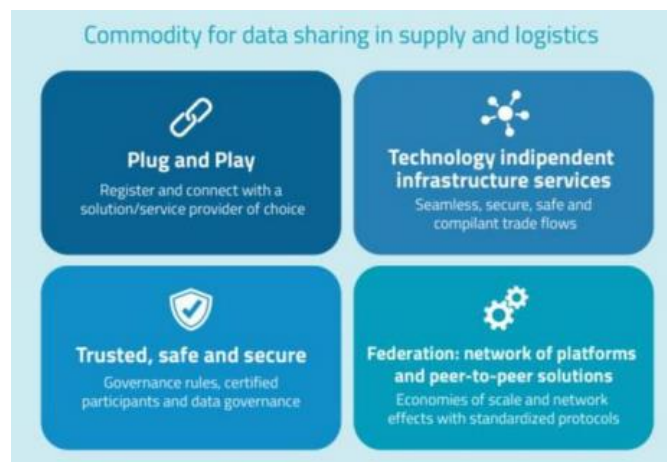 Commodity for data sharing in supply and logistics
Plug and Play
Register and connect with a
solution/service provider of choice
Technology indipendent
infrastructure services
Seamless, secure, safe and
compilant trade flows
Trusted, safe and secure
Governance rules, certified
participants and data governance
Federation: network of platforms
and peer-to-peer solutions
Economies of scale and network
effects with standardized protocols